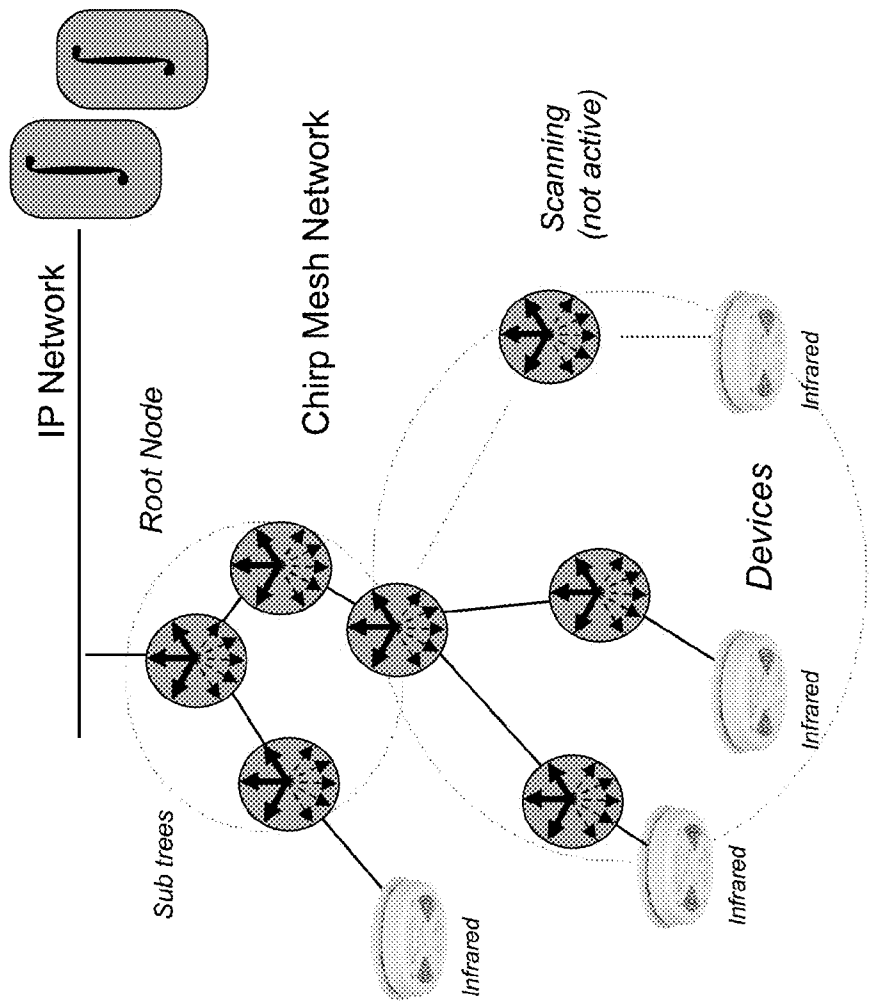 IP Network
Sub trees
Root Node
Chirp Mesh Network
Infrared
Scanning
(not active)
Infrared
Devices
Infrared
Infrared